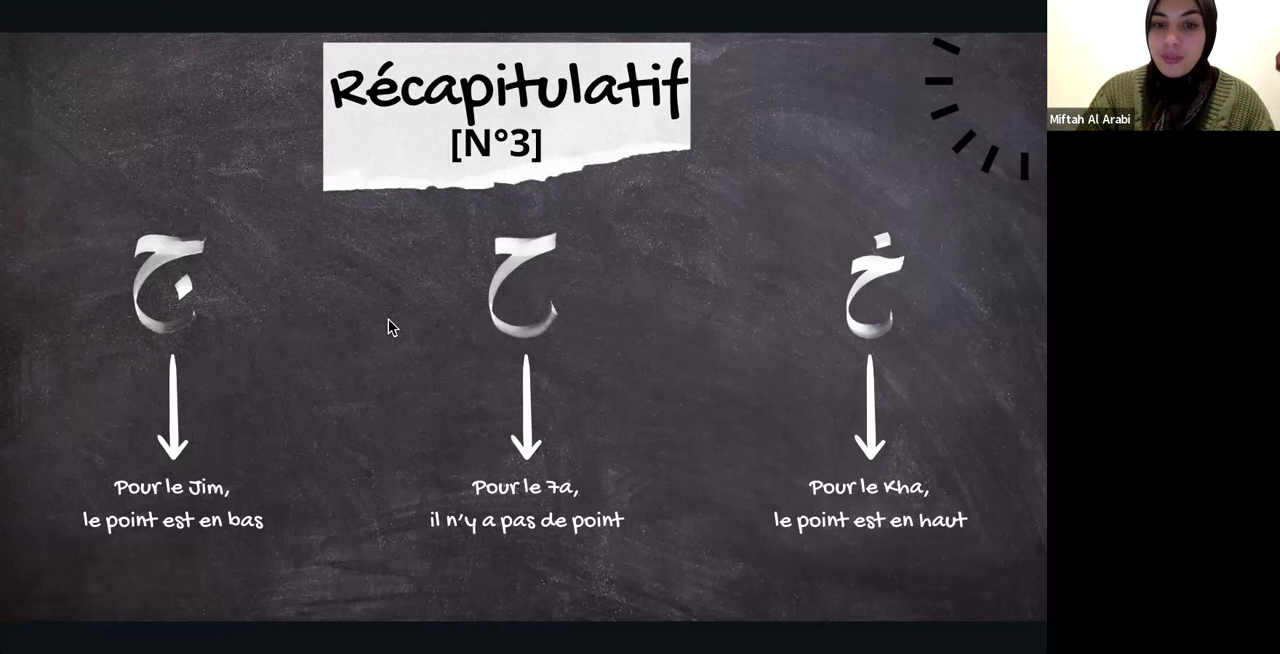 Récapitulatif
[N°3]
ج ح خ
Pour le Jim,
le point est en bas
Pour le 7a,
il n'y a pas de point
Pour le Kha,
le point est en haut
Miftah Al Arabi